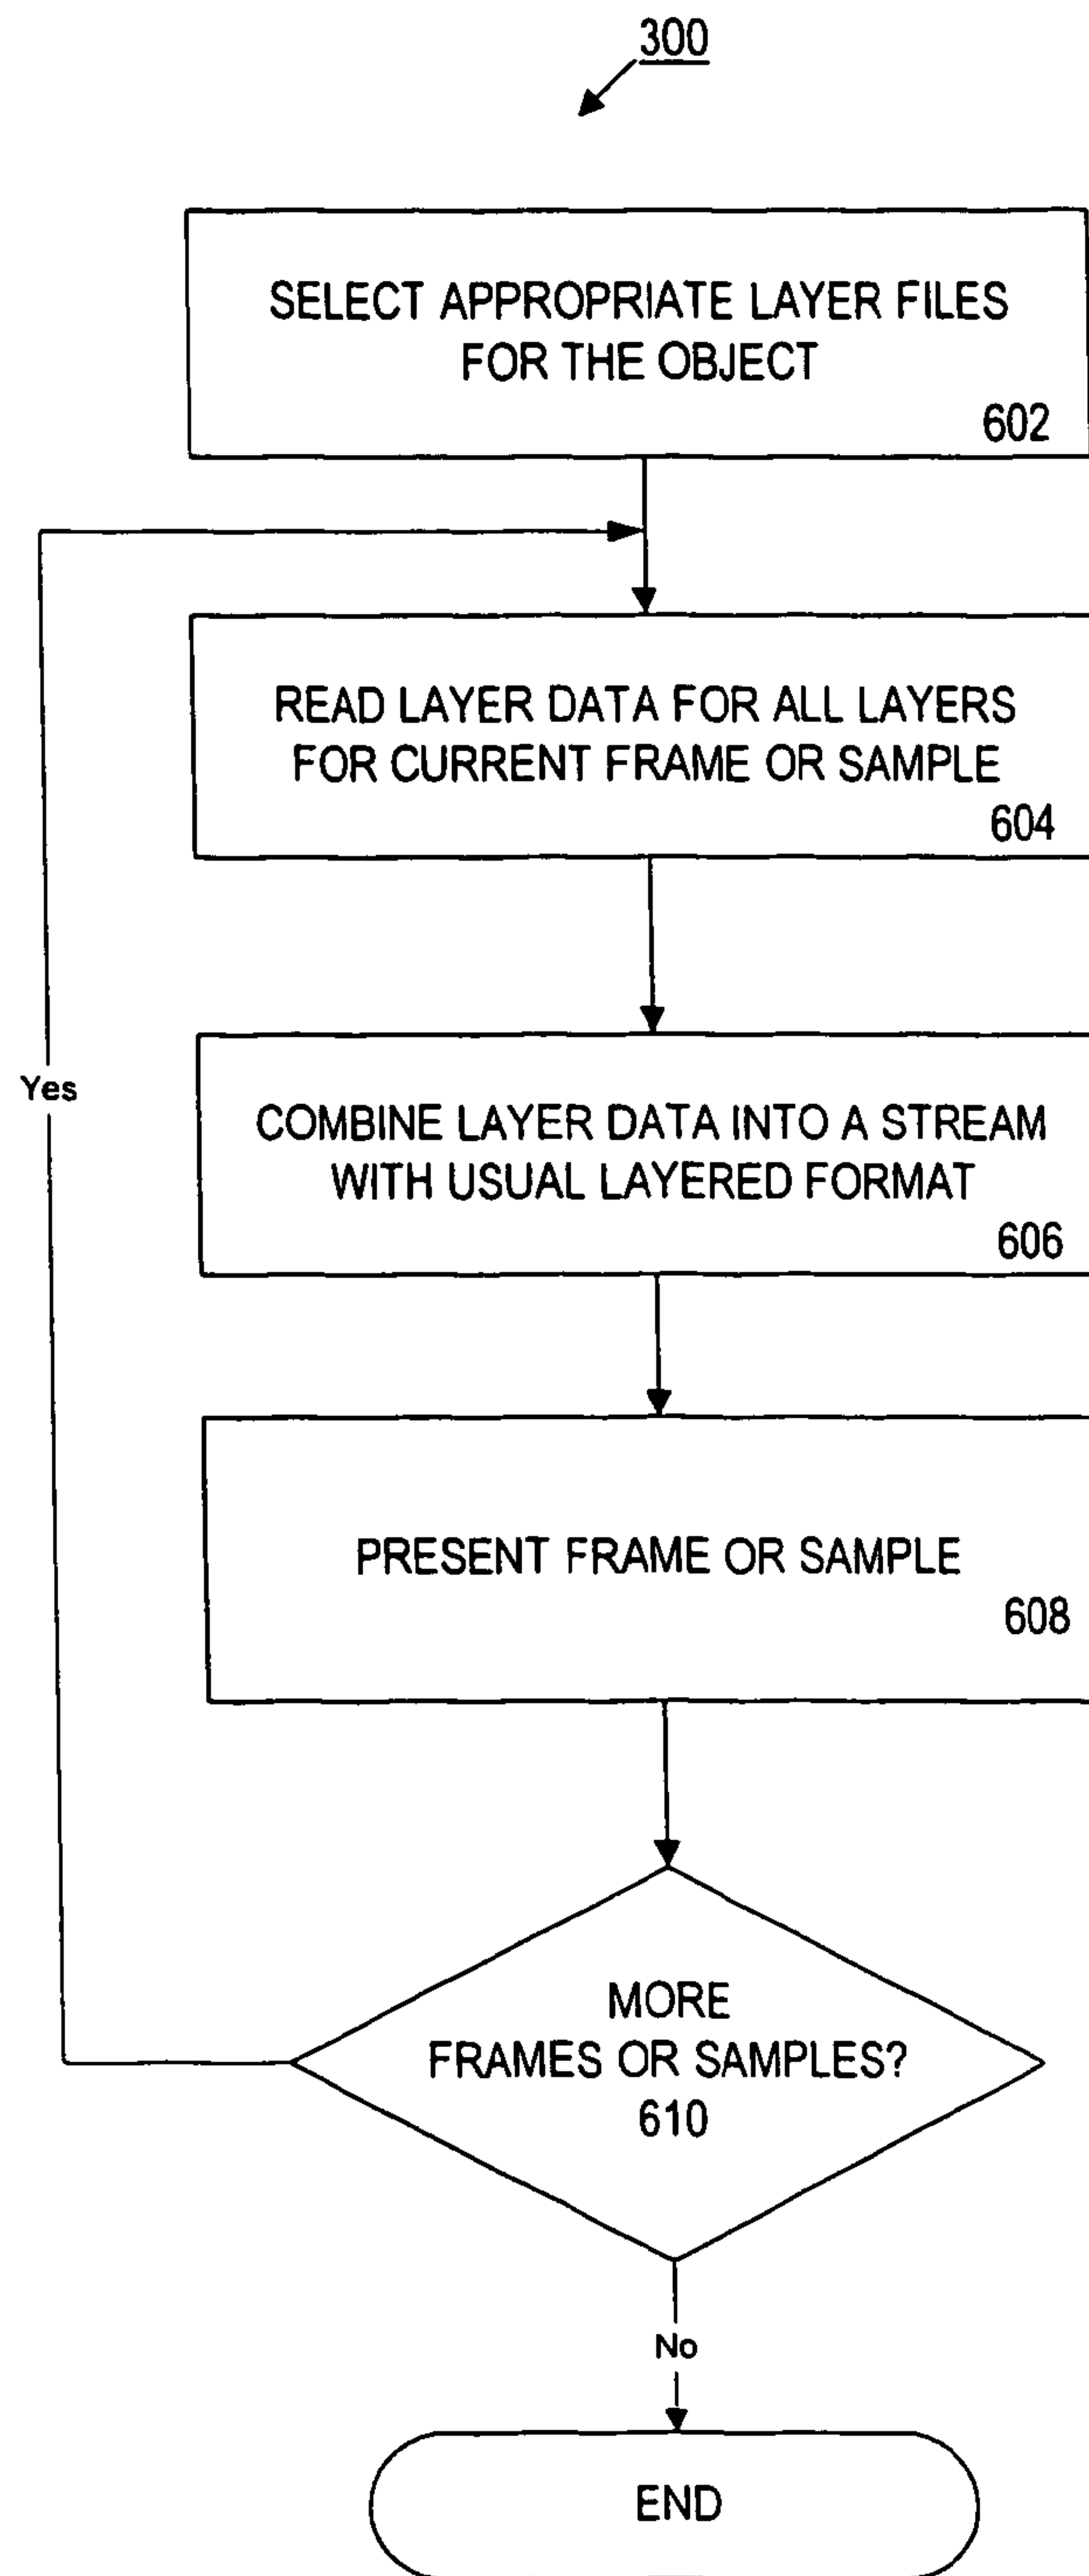 300
SELECT APPROPRIATE LAYER FILES
FOR THE OBJECT
602
READ LAYER DATA FOR ALL LAYERS
FOR CURRENT FRAME OR SAMPLE
604
COMBINE LAYER DATA INTO A STREAM
WITH USUAL LAYERED FORMAT
606
Yes
PRESENT FRAME OR SAMPLE
608
MORE
FRAMES OR SAMPLES?
610
No
END